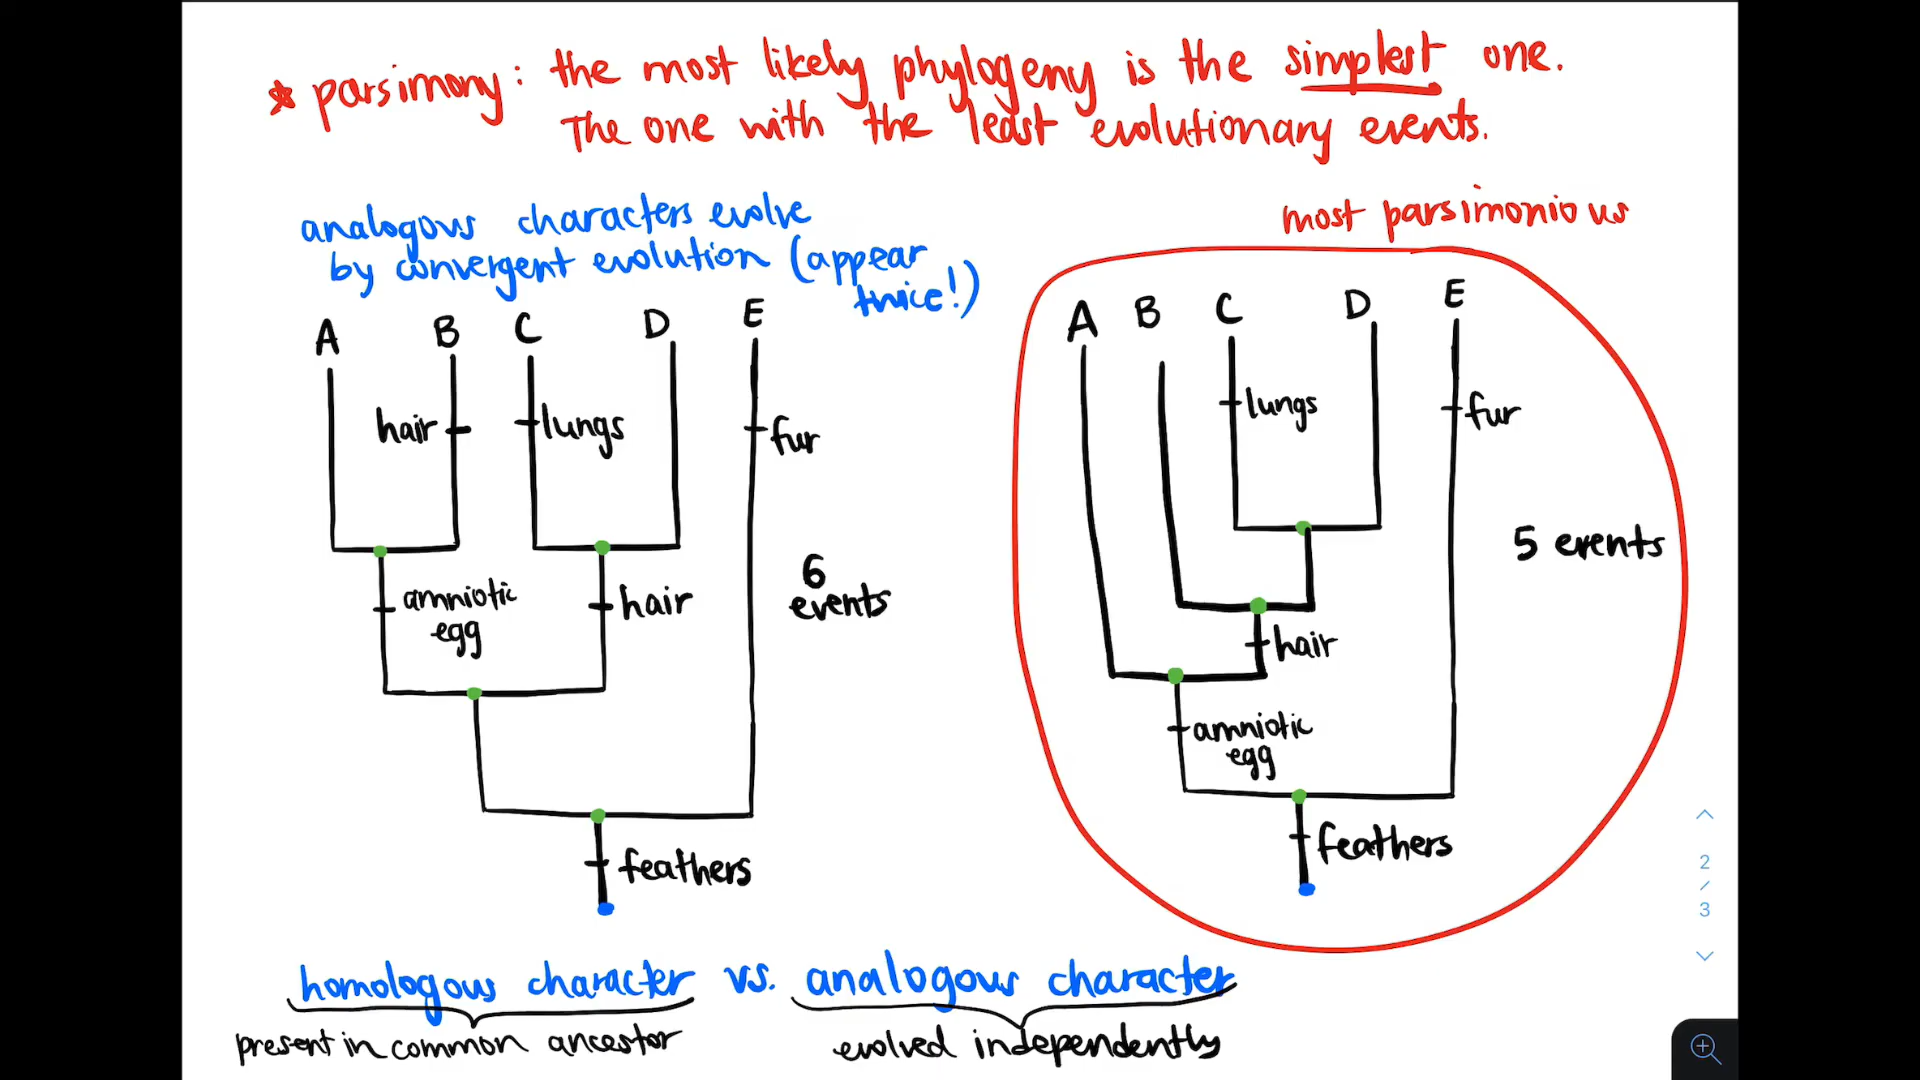 * parsimony: the most likely phylogeny is the simplest one.
The one with the least evolutionary events.
analogous characters evolve
by convergent evolution (appear
twice!)
most parsimonious
A B C D E
hair lungs fur
amniotic
egg
hair
6
events
feathers
A B C D E
lungs fur
5 events
hair
amniotic
egg
feathers
2
/
3
homologous character vs. analogous character
present in common ancestor evolved independently